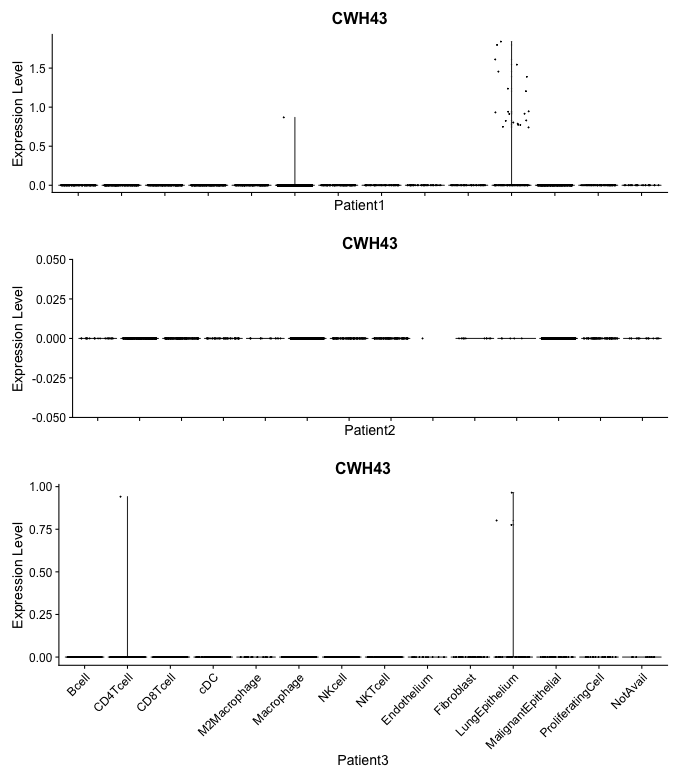 CWH43
Expression Level
1.5
1.0
0.5
0.0
Patient1
CWH43
Expression Level
0.050
0.025
0.000
-0.025
-0.050
Patient2
CWH43
Expression Level
1.00
0.75
0.50
0.25
0.00
Bcell
CD4Tcell
CD8Tcell
cDC
M2Macrophage
Macrophage
NKcell
NKTcell
Endothelium
Fibroblast
LungEpithelium
MalignantEpithelial
ProliferatingCell
NotAvail
Patient3